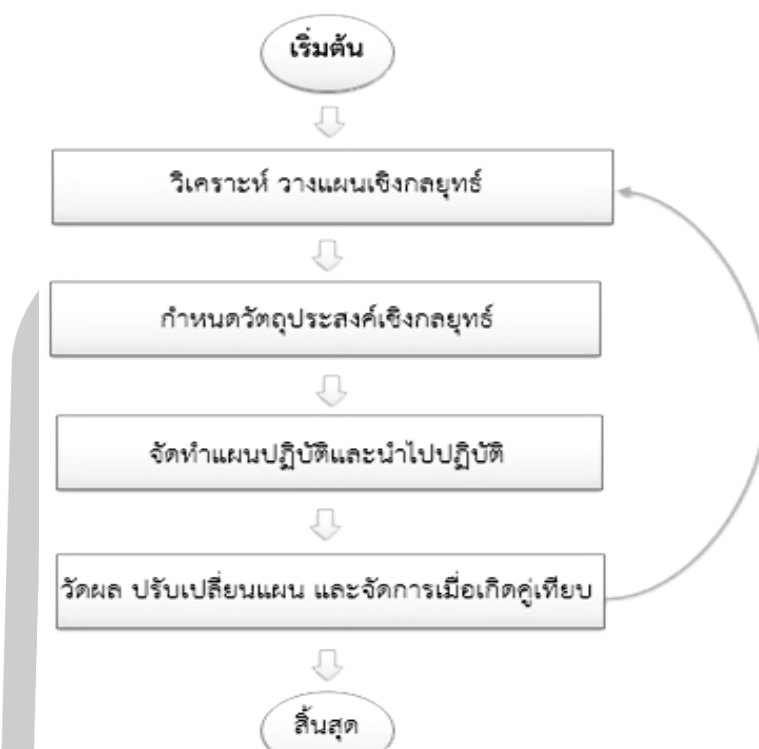 เริ่มต้น
วิเคราะห์ วางแผนเชิงกลยุทธ์
กำหนดวัตถุประสงค์เชิงกลยุทธ์
จัดทำแผนปฏิบัติและนำไปปฏิบัติ
วัดผล ปรับเปลี่ยนแผน และจัดการเมื่อเกิดคู่เทียบ
สิ้นสุด